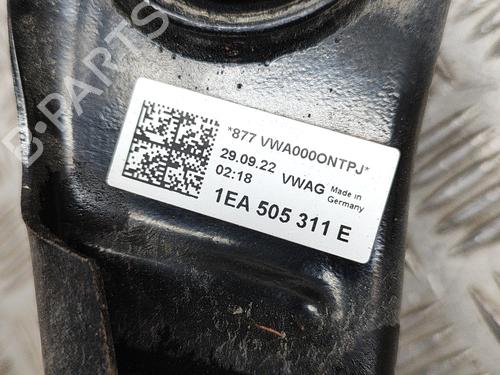 *877 VWA000ONTPJ*
29.09.22 VWAG Made in
02:18 Germany
1EA 505 311 E
B-PARTS